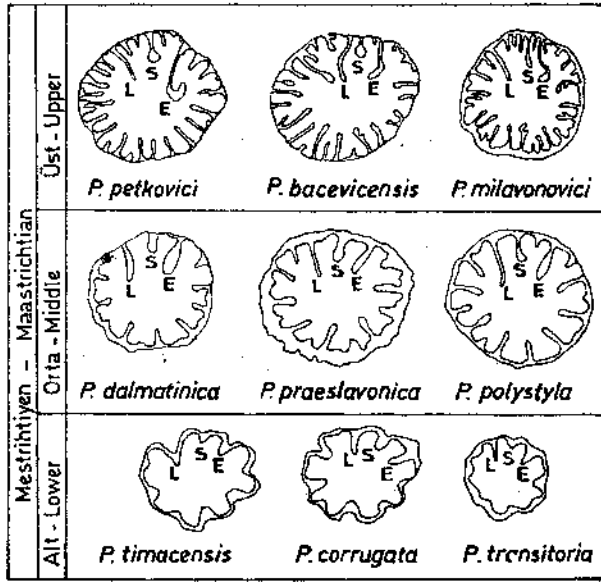 Mestrihtiyen - Maastrichtian
Üst - Upper
L S E
L S E
L S E
P. petkovici
P. bacevicensis
P. milavonovici
Orta - Middle
L S E
L S E
L S E
P. dalmatinica
P. praeslavonica
P. polystyla
Alt - Lower
L S E
L S E
L S E
P. timacensis
P. corrugata
P. transitoria